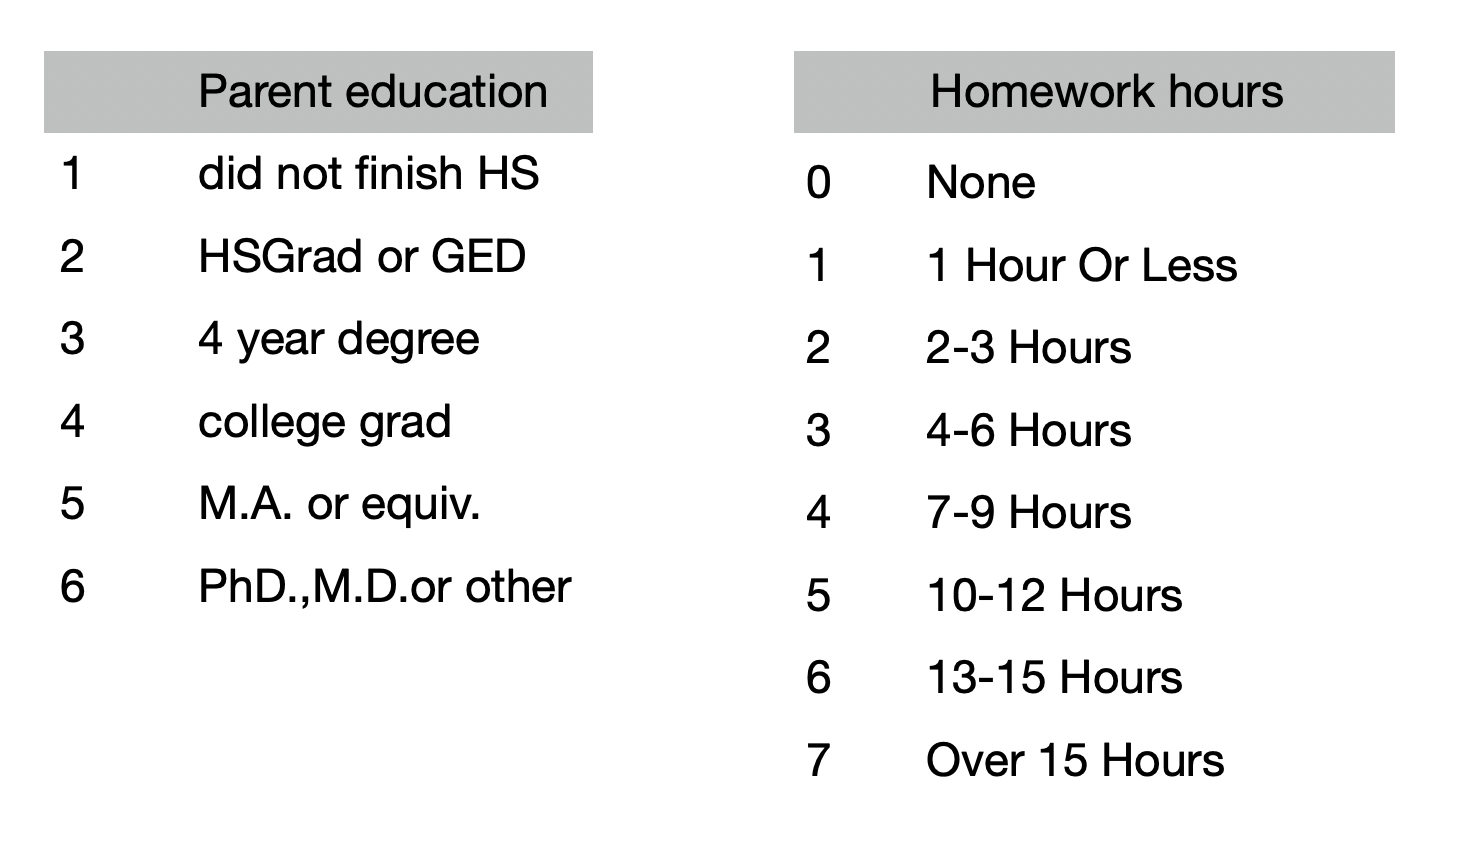 Parent education
1 did not finish HS
2 HSGrad or GED
3 4 year degree
4 college grad
5 M.A. or equiv.
6 PhD.,M.D.or other
Homework hours
0 None
1 1 Hour Or Less
2 2-3 Hours
3 4-6 Hours
4 7-9 Hours
5 10-12 Hours
6 13-15 Hours
7 Over 15 Hours